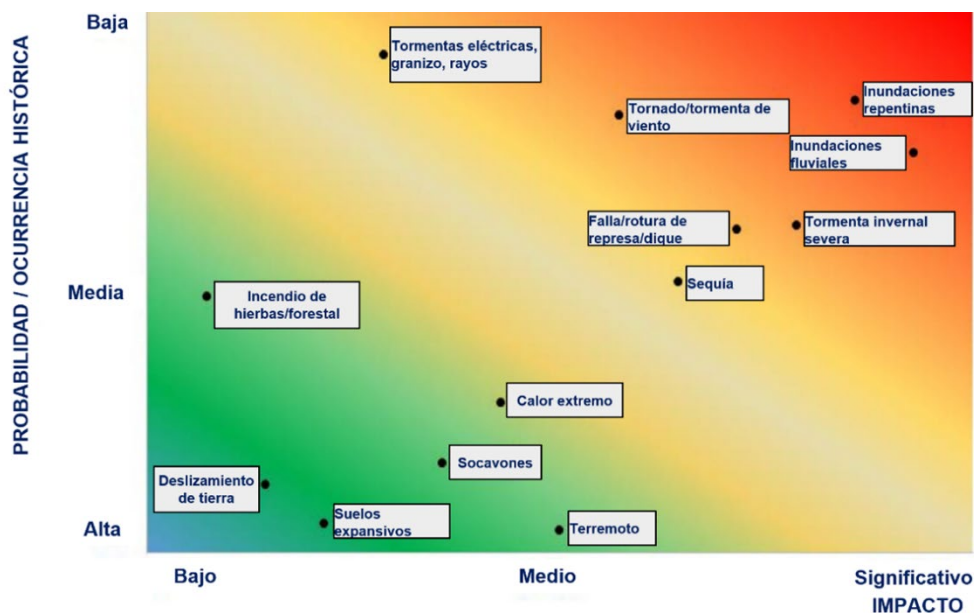 Baja
Tormentas eléctricas,
granizo, rayos
Inundaciones
repentinas
Tornado/tormenta de
viento
Inundaciones
fluviales
PROBABILIDAD / OCURRENCIA HISTÓRICA
Falla/rotura de
represa/dique
Tormenta invernal
severa
Sequía
Media
Incendio de
hierbas/forestal
Calor extremo
Socavones
Deslizamiento
de tierra
Suelos
expansivos
Terremoto
Alta
Bajo
Medio
Significativo
IMPACTO